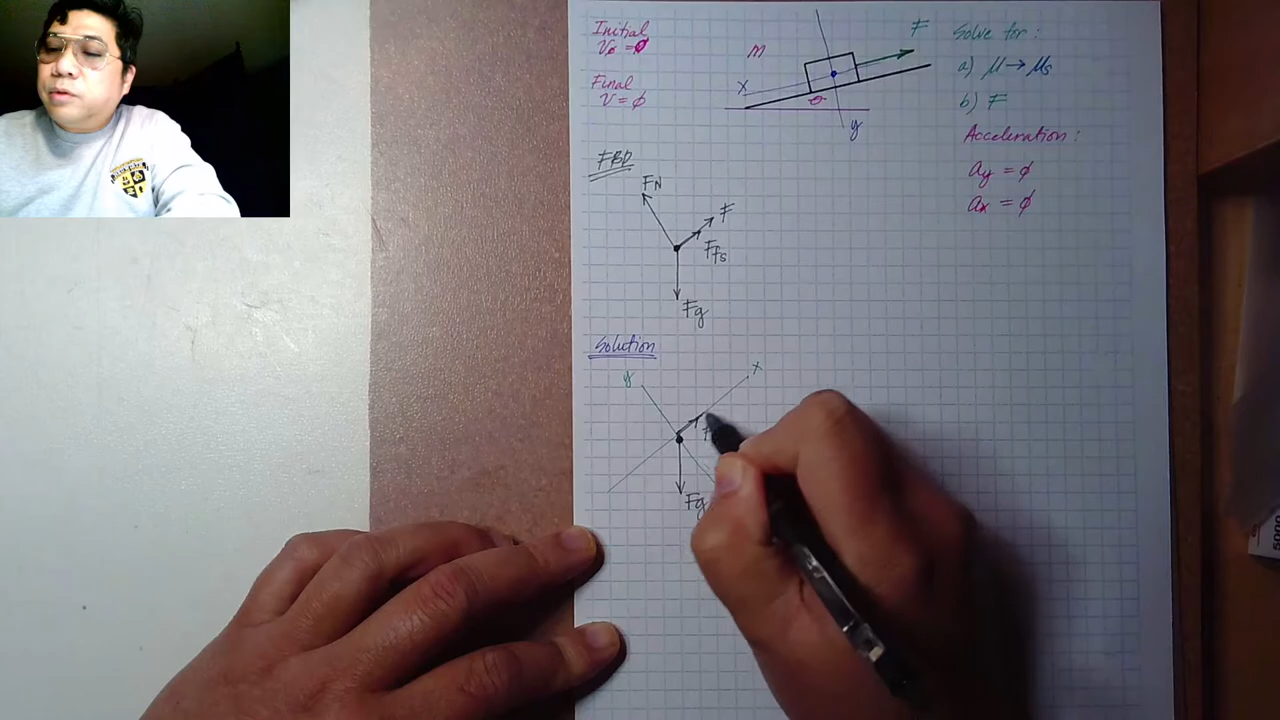 Initial
V₀ = ∅
Final
V = ∅
m
F
x
θ
y
Solve for:
a) μ → μs
b) F
Acceleration:
ay = ∅
ax = ∅
FBD
FN
F
Ffs
Fg
Solution
y
x
Fg